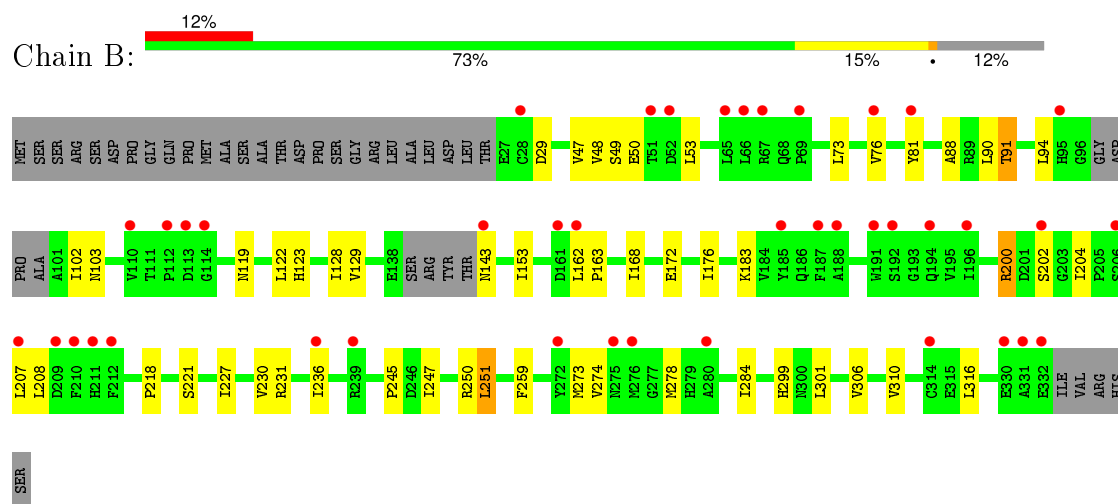 12%
Chain B:
73% 15% • 12%
MET SER SER ARG SER ASP PRO GLY GLN PRO MET ALA SER ALA THR ASP PRO SER GLY ARG LEU ALA LEU ASP LEU THR E27 C28 D29 V47 V48 S49 E50 T51 D52 L53 L65 L66 R67 Q68 P69 L73 V76 Y81 A88 R89 L90 T91 L94 H95 G96 GLY ASP
PRO ALA A101 I102 N103 V110 T111 P112 D113 G114 N119 L122 H123 I128 V129 E138 SER ARG TYR THR N143 I153 D161 L162 P163 I168 E172 I176 K183 V184 Y185 Q186 F187 A188 W191 S192 G193 Q194 V195 I196 R200 D201 S202 G203 I204 P205 S206
L207 L208 D209 F210 H211 F212 P218 S221 I227 V230 R231 I236 R239 P245 D246 I247 R250 L251 F259 Y272 M273 V274 N275 M276 G277 M278 H279 A280 I284 H299 N300 L301 V306 V310 C314 E315 L316 E330 A331 E332 ILE VAL ARG HIS
SER